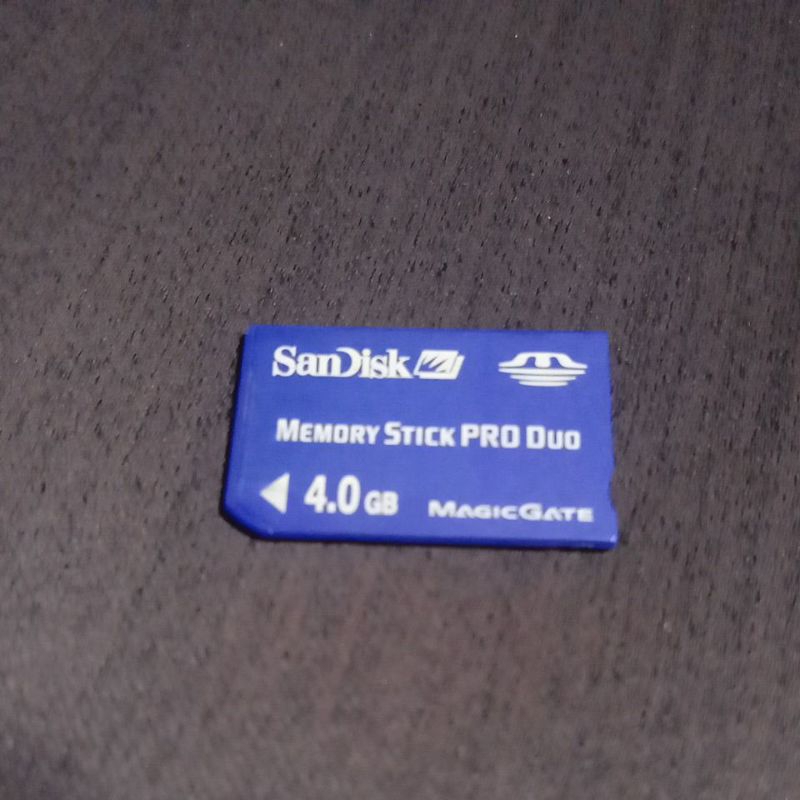 SanDisk
MEMORY STICK PRO DUO
4.0 GB MAGICGATE